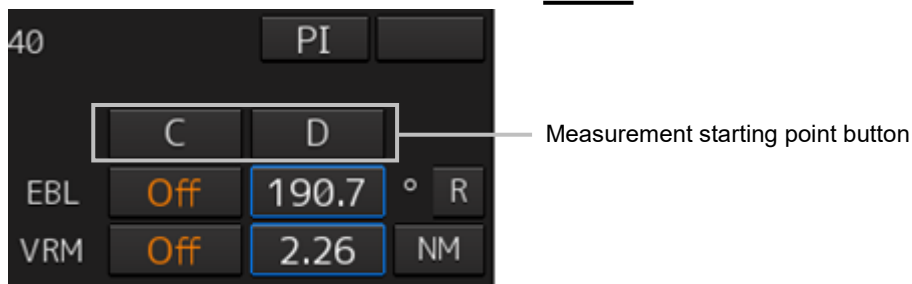 40 PI
C D
Measurement starting point button
EBL Off 190.7 ° R
VRM Off 2.26 NM